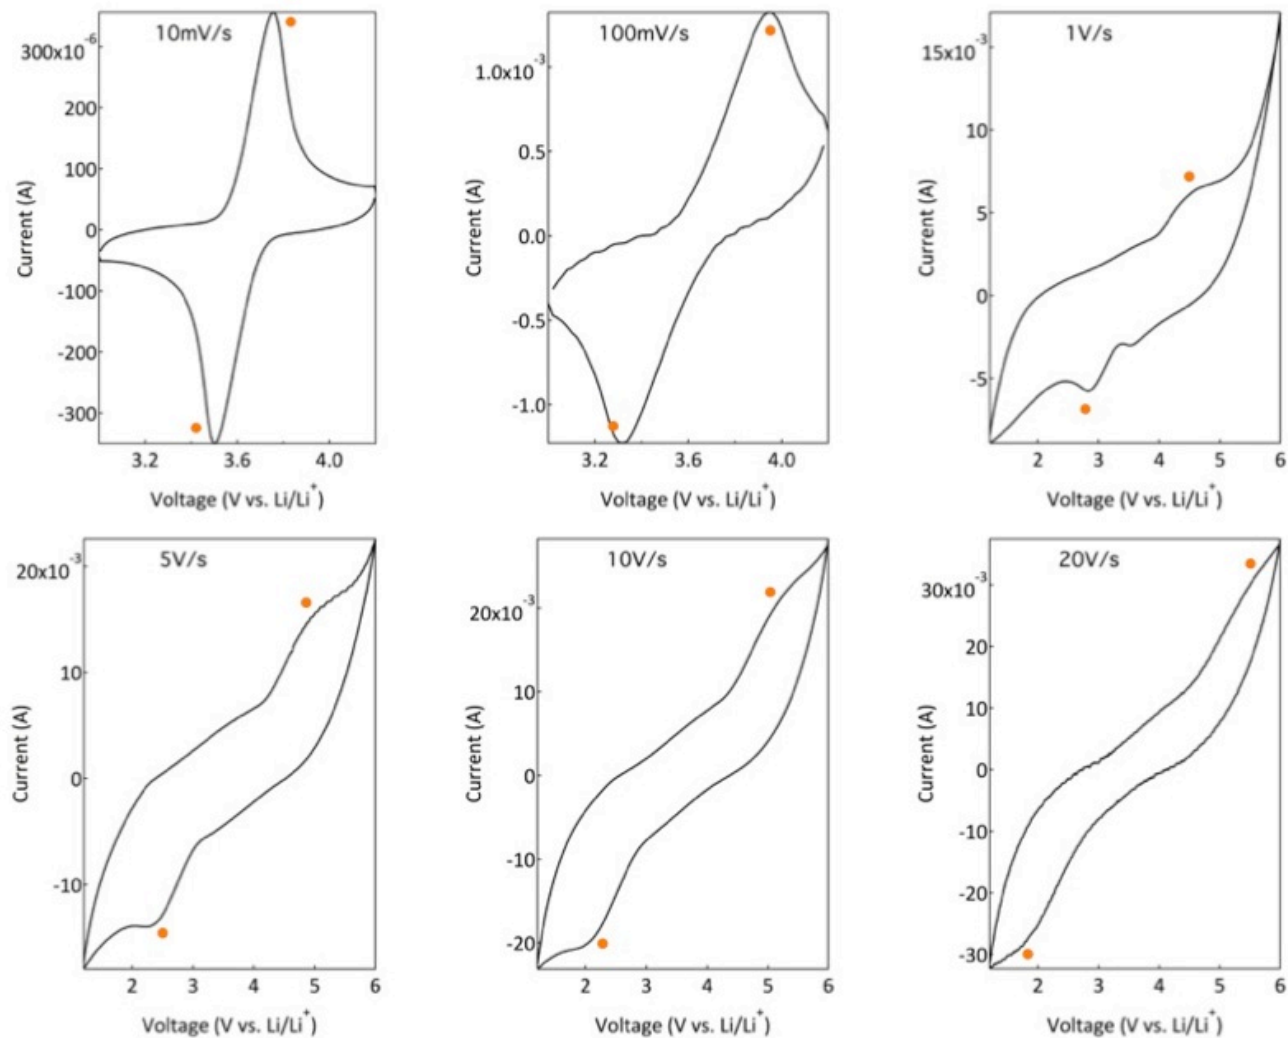 10mV/s
300x10⁻⁶
200
100
0
-100
-200
-300
Current (A)
3.2 3.6 4.0
Voltage (V vs. Li/Li⁺)
100mV/s
1.0x10⁻³
0.5
0.0
-0.5
-1.0
Current (A)
3.2 3.6 4.0
Voltage (V vs. Li/Li⁺)
1V/s
15x10⁻³
10
5
0
-5
Current (A)
2 3 4 5 6
Voltage (V vs. Li/Li⁺)
5V/s
20x10⁻³
10
0
-10
Current (A)
2 3 4 5 6
Voltage (V vs. Li/Li⁺)
10V/s
20x10⁻³
10
0
-10
-20
Current (A)
2 3 4 5 6
Voltage (V vs. Li/Li⁺)
20V/s
30x10⁻³
20
10
0
-10
-20
-30
Current (A)
2 3 4 5 6
Voltage (V vs. Li/Li⁺)